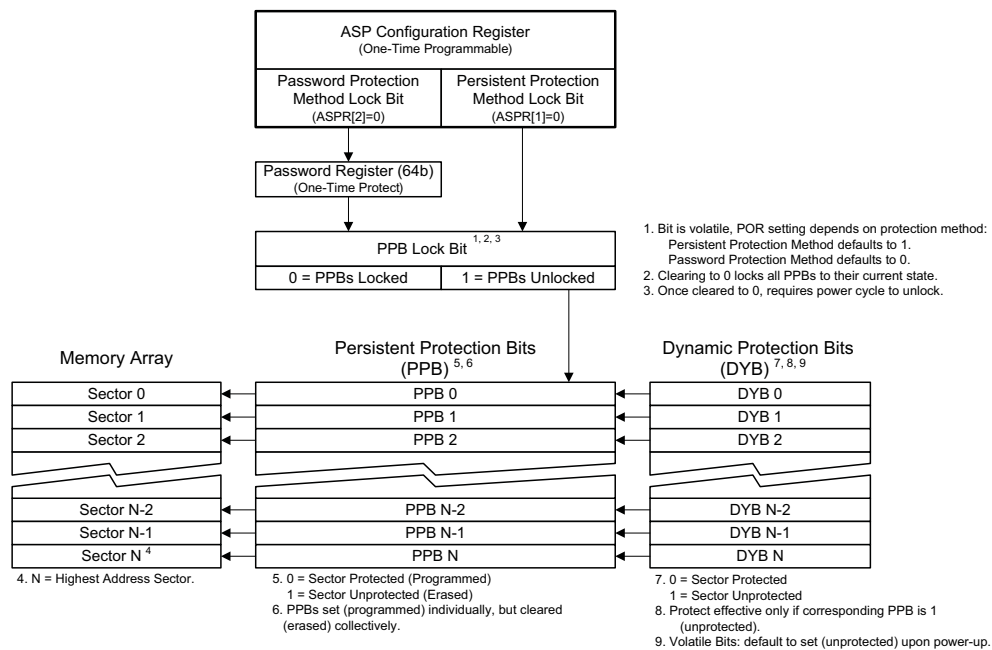 ASP Configuration Register
(One-Time Programmable)
Password Protection
Method Lock Bit
(ASPR[2]=0)
Persistent Protection
Method Lock Bit
(ASPR[1]=0)
Password Register (64b)
(One-Time Protect)
PPB Lock Bit 1, 2, 3
0 = PPBs Locked
1 = PPBs Unlocked
1. Bit is volatile, POR setting depends on protection method:
Persistent Protection Method defaults to 1.
Password Protection Method defaults to 0.
2. Clearing to 0 locks all PPBs to their current state.
3. Once cleared to 0, requires power cycle to unlock.
Memory Array
Persistent Protection Bits
(PPB) 5, 6
Dynamic Protection Bits
(DYB) 7, 8, 9
Sector 0
PPB 0
DYB 0
Sector 1
PPB 1
DYB 1
Sector 2
PPB 2
DYB 2
Sector N-2
PPB N-2
DYB N-2
Sector N-1
PPB N-1
DYB N-1
Sector N 4
PPB N
DYB N
4. N = Highest Address Sector.
5. 0 = Sector Protected (Programmed)
1 = Sector Unprotected (Erased)
6. PPBs set (programmed) individually, but cleared
(erased) collectively.
7. 0 = Sector Protected
1 = Sector Unprotected
8. Protect effective only if corresponding PPB is 1
(unprotected).
9. Volatile Bits: default to set (unprotected) upon power-up.